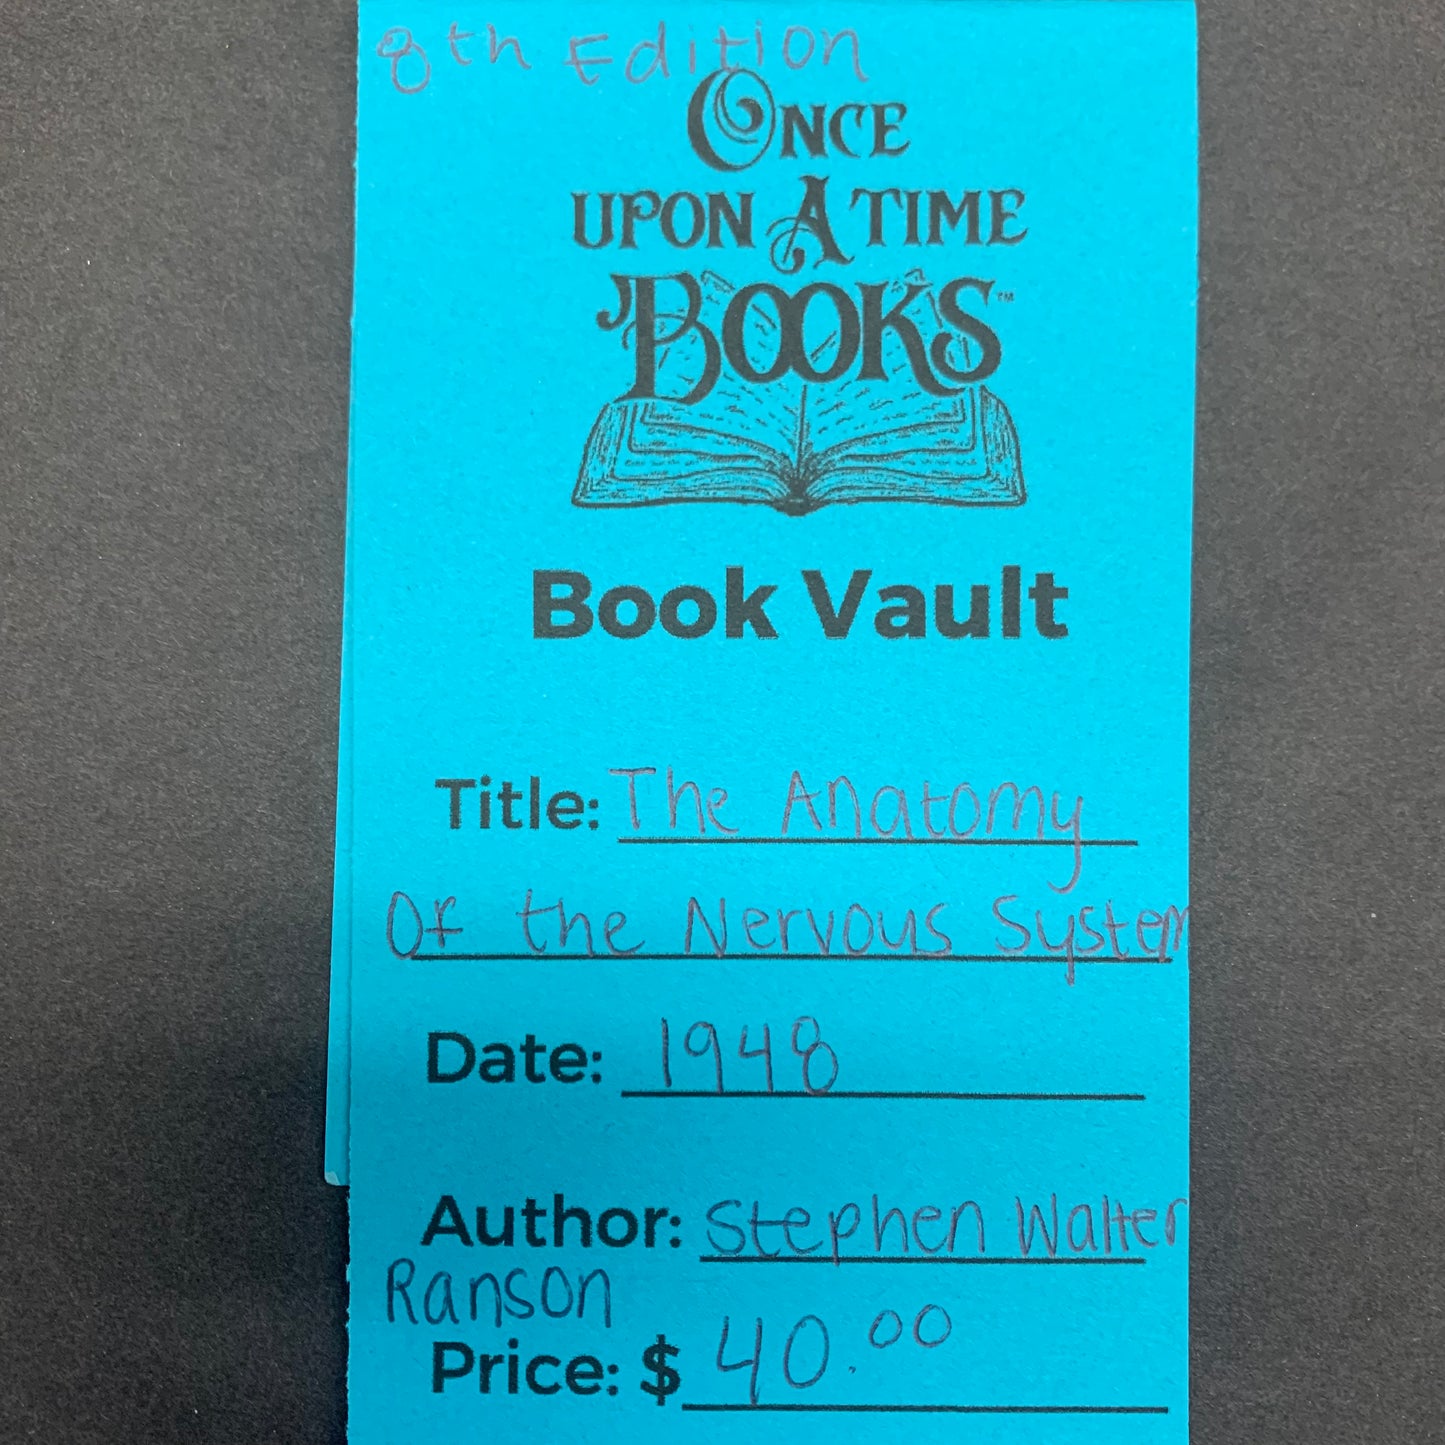 8th Edition
ONCE
UPON A TIME
BOOKS™
Book Vault
Title: The Anatomy
Of the Nervous System
Date: 1948
Author: Stephen Walter
Ranson
Price: $ 40.00